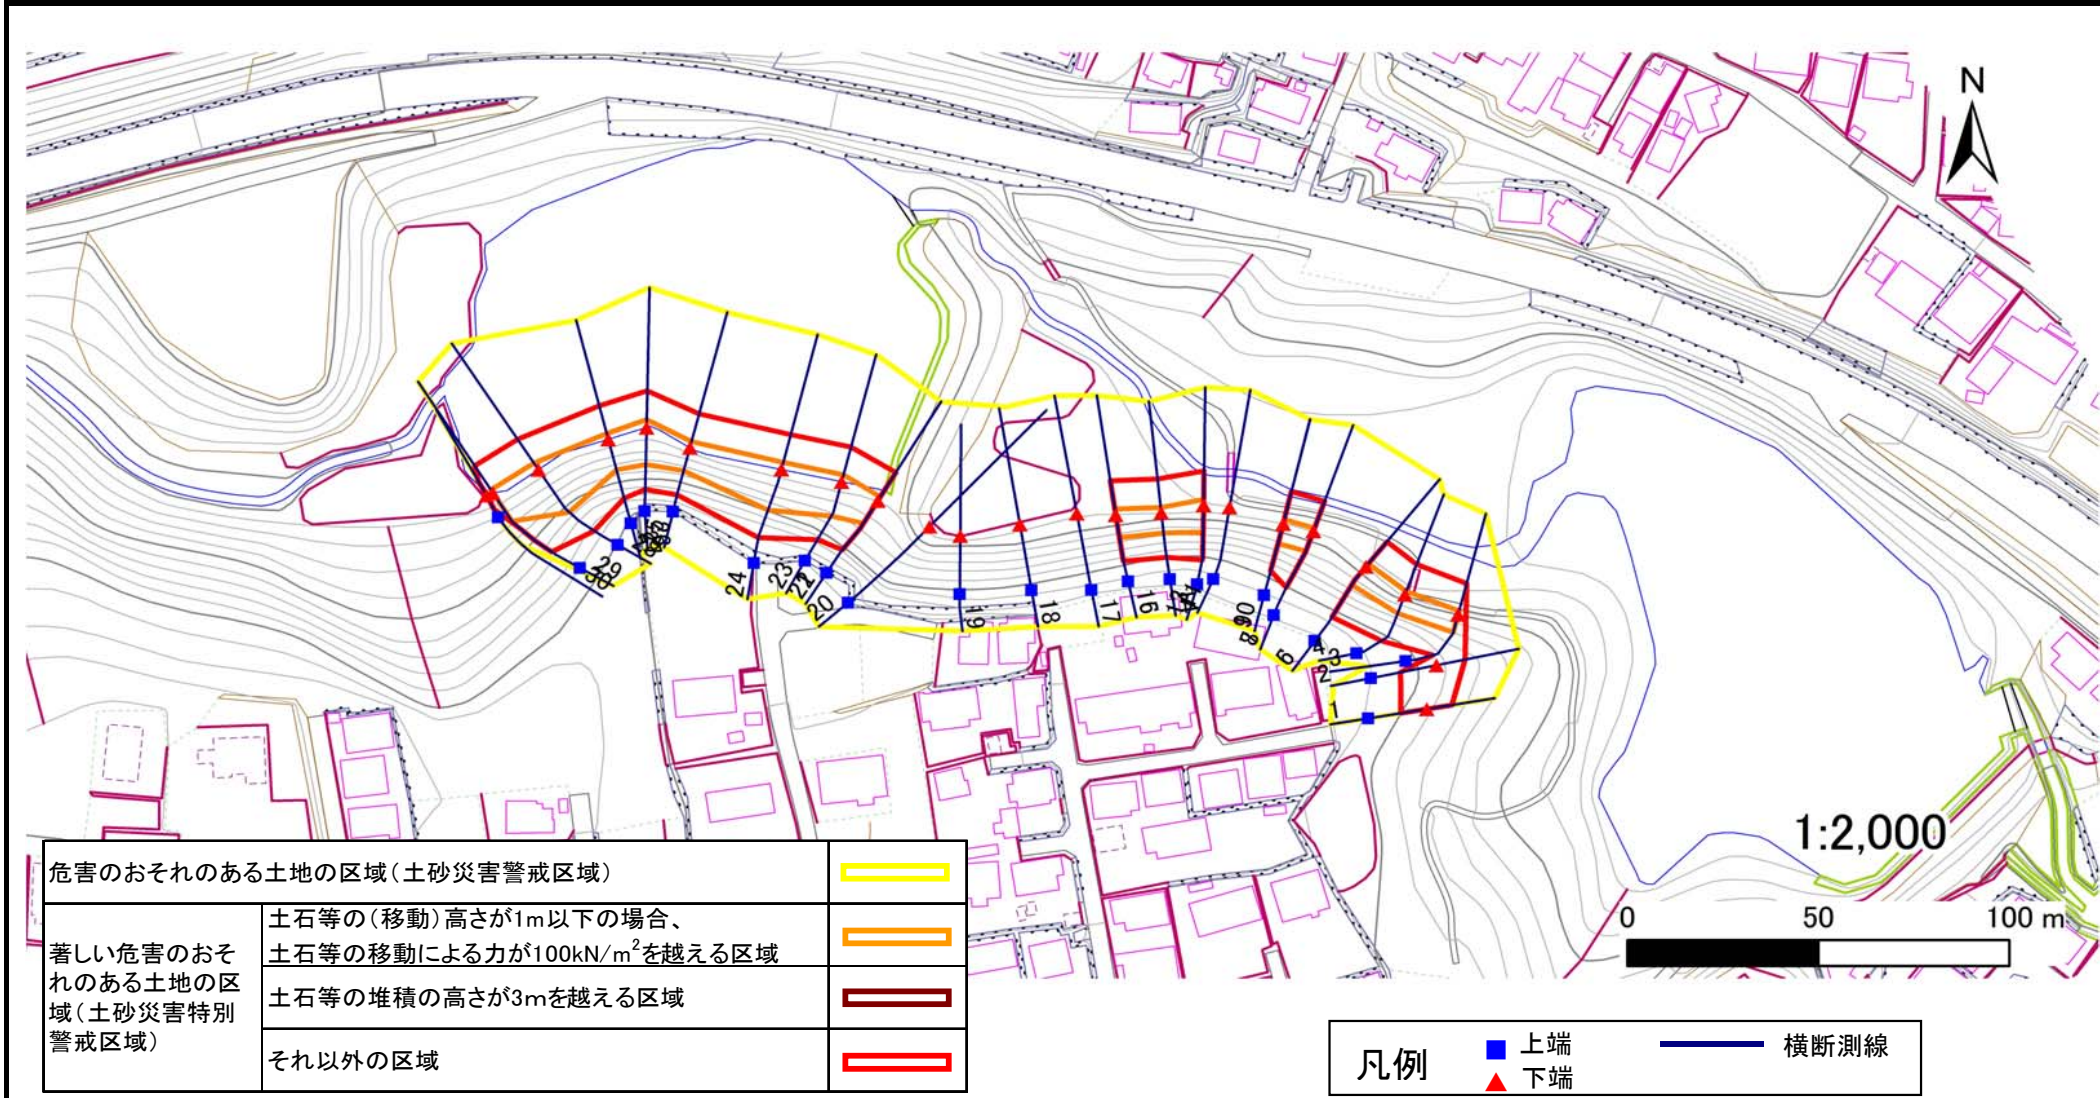 N
29
30
24
23
22
20
19
18
17
16
5
4
3
2
1
1:2,000
0 50 100 m
危害のおそれのある土地の区域(土砂災害警戒区域)
著しい危害のおそ
れのある土地の区
域(土砂災害特別
警戒区域)
土石等の(移動)高さが1m以下の場合、
土石等の移動による力が100kN/m²を越える区域
土石等の堆積の高さが3mを越える区域
それ以外の区域
凡例
上端
下端
横断測線